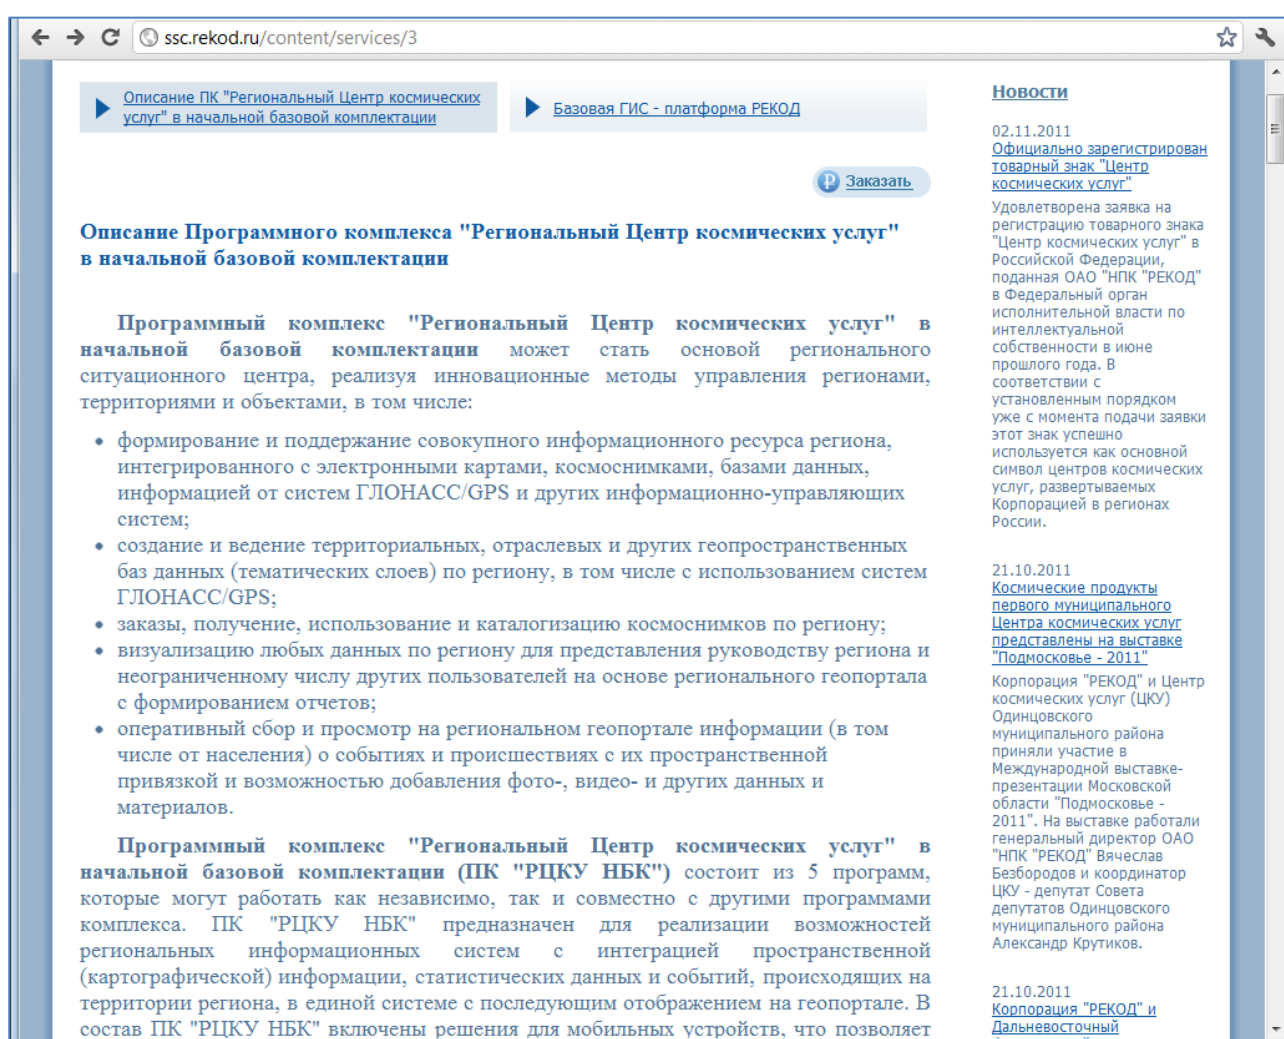 ssc.rekod.ru/content/services/3
Описание ПК "Региональный Центр космических
услуг" в начальной базовой комплектации
Базовая ГИС - платформа РЕКОД
Заказать
Описание Программного комплекса "Региональный Центр космических услуг"
в начальной базовой комплектации
Программный комплекс "Региональный Центр космических услуг" в
начальной базовой комплектации может стать основой регионального
ситуационного центра, реализуя инновационные методы управления регионами,
территориями и объектами, в том числе:
формирование и поддержание совокупного информационного ресурса региона,
интегрированного с электронными картами, космоснимками, базами данных,
информацией от систем ГЛОНАСС/GPS и других информационно-управляющих
систем;
создание и ведение территориальных, отраслевых и других геопространственных
баз данных (тематических слоев) по региону, в том числе с использованием систем
ГЛОНАСС/GPS;
заказы, получение, использование и каталогизацию космоснимков по региону;
визуализацию любых данных по региону для представления руководству региона и
неограниченному числу других пользователей на основе регионального геопортала
с формированием отчетов;
оперативный сбор и просмотр на региональном геопортале информации (в том
числе от населения) о событиях и происшествиях с их пространственной
привязкой и возможностью добавления фото-, видео- и других данных и
материалов.
Программный комплекс "Региональный Центр космических услуг" в
начальной базовой комплектации (ПК "РЦКУ НБК") состоит из 5 программ,
которые могут работать как независимо, так и совместно с другими программами
комплекса. ПК "РЦКУ НБК" предназначен для реализации возможностей
региональных информационных систем с интеграцией пространственной
(картографической) информации, статистических данных и событий, происходящих на
территории региона, в единой системе с последующим отображением на геопортале. В
состав ПК "РЦКУ НБК" включены решения для мобильных устройств, что позволяет
Новости
02.11.2011
Официально зарегистрирован
товарный знак "Центр
космических услуг"
Удовлетворена заявка на
регистрацию товарного знака
"Центр космических услуг" в
Российской Федерации,
поданная ОАО "НПК "РЕКОД"
в Федеральный орган
исполнительной власти по
интеллектуальной
собственности в июне
прошлого года. В
соответствии с
установленным порядком
уже с момента подачи заявки
этот знак успешно
используется как основной
символ центров космических
услуг, развертываемых
Корпорацией в регионах
России.
21.10.2011
Космические продукты
первого муниципального
Центра космических услуг
представлены на выставке
"Подмосковье - 2011"
Корпорация "РЕКОД" и Центр
космических услуг (ЦКУ)
Одинцовского
муниципального района
приняли участие в
Международной выставке-
презентации Московской
области "Подмосковье -
2011". На выставке работали
генеральный директор ОАО
"НПК "РЕКОД" Вячеслав
Безбородов и координатор
ЦКУ - депутат Совета
депутатов Одинцовского
муниципального района
Александр Крутиков.
21.10.2011
Корпорация "РЕКОД" и
Дальневосточный